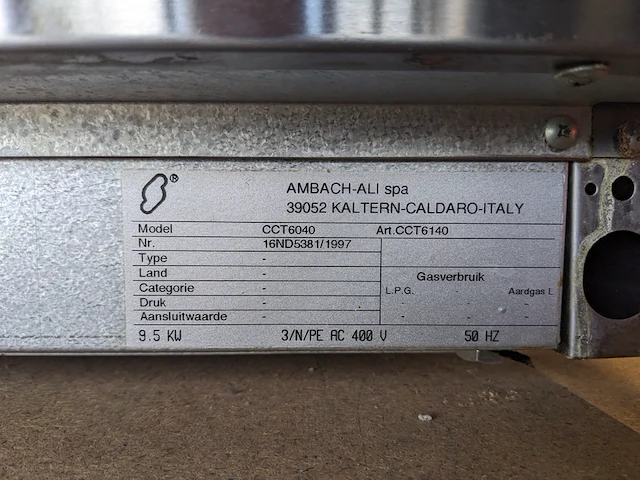 ®
AMBACH-ALI spa
39052 KALTERN-CALDARO-ITALY
Model CCT6040 Art.CCT6140
Nr. 16ND5381/1997
Type -
Land -
Gasverbruik
Categorie -
L.P.G. Aardgas L
Druk - - -
Aansluitwaarde - - -
9.5 KW 3/N/PE AC 400 V 50 HZ